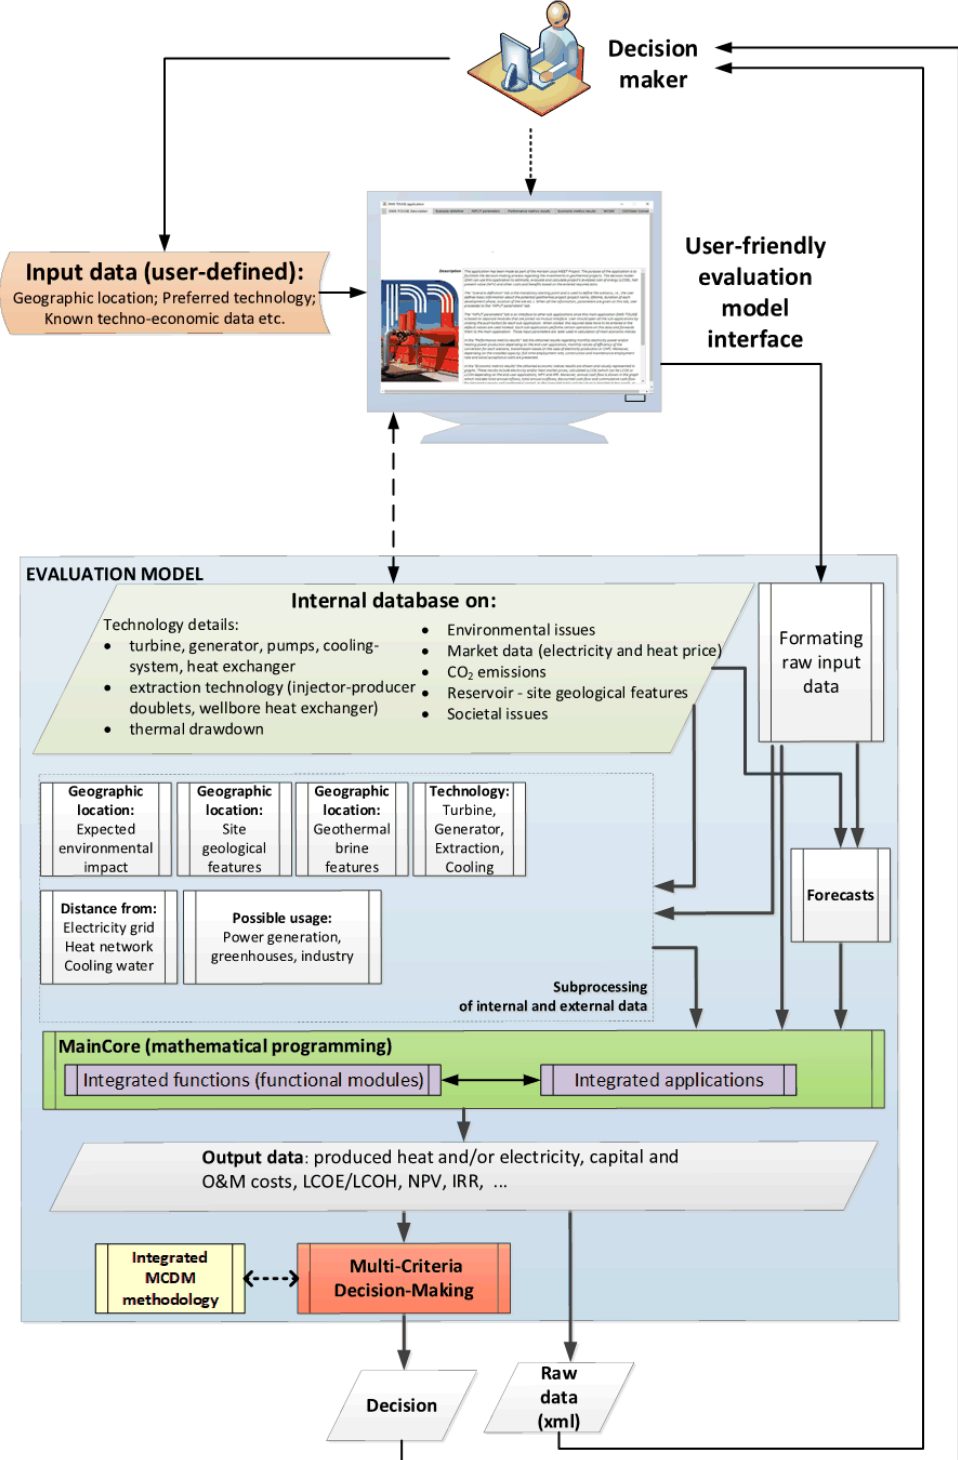 Decision
maker
User-friendly
evaluation
model
interface
Description
Input data (user-defined):
Geographic location; Preferred technology;
Known techno-economic data etc.
EVALUATION MODEL
Internal database on:
Technology details:
• turbine, generator, pumps, cooling-
system, heat exchanger
• extraction technology (injector-producer
doublets, wellbore heat exchanger)
• thermal drawdown
• Environmental issues
• Market data (electricity and heat price)
• CO2 emissions
• Reservoir - site geological features
• Societal issues
Formating
raw input
data
Geographic
location:
Expected
environmental
impact
Geographic
location:
Site
geological
features
Geographic
location:
Geothermal
brine
features
Technology:
Turbine,
Generator,
Extraction,
Cooling
Forecasts
Distance from:
Electricity grid
Heat network
Cooling water
Possible usage:
Power generation,
greenhouses, industry
Subprocessing
of internal and external data
MainCore (mathematical programming)
Integrated functions (functional modules)
Integrated applications
Output data: produced heat and/or electricity, capital and
O&M costs, LCOE/LCOH, NPV, IRR, ...
Integrated
MCDM
methodology
Multi-Criteria
Decision-Making
Decision
Raw
data
(xml)